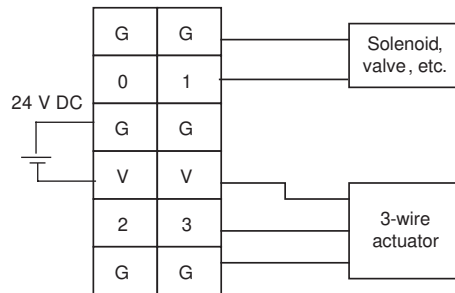 G G
Solenoid,
valve, etc.
0 1
24 V DC
G G
V V
2 3
3-wire
actuator
G G